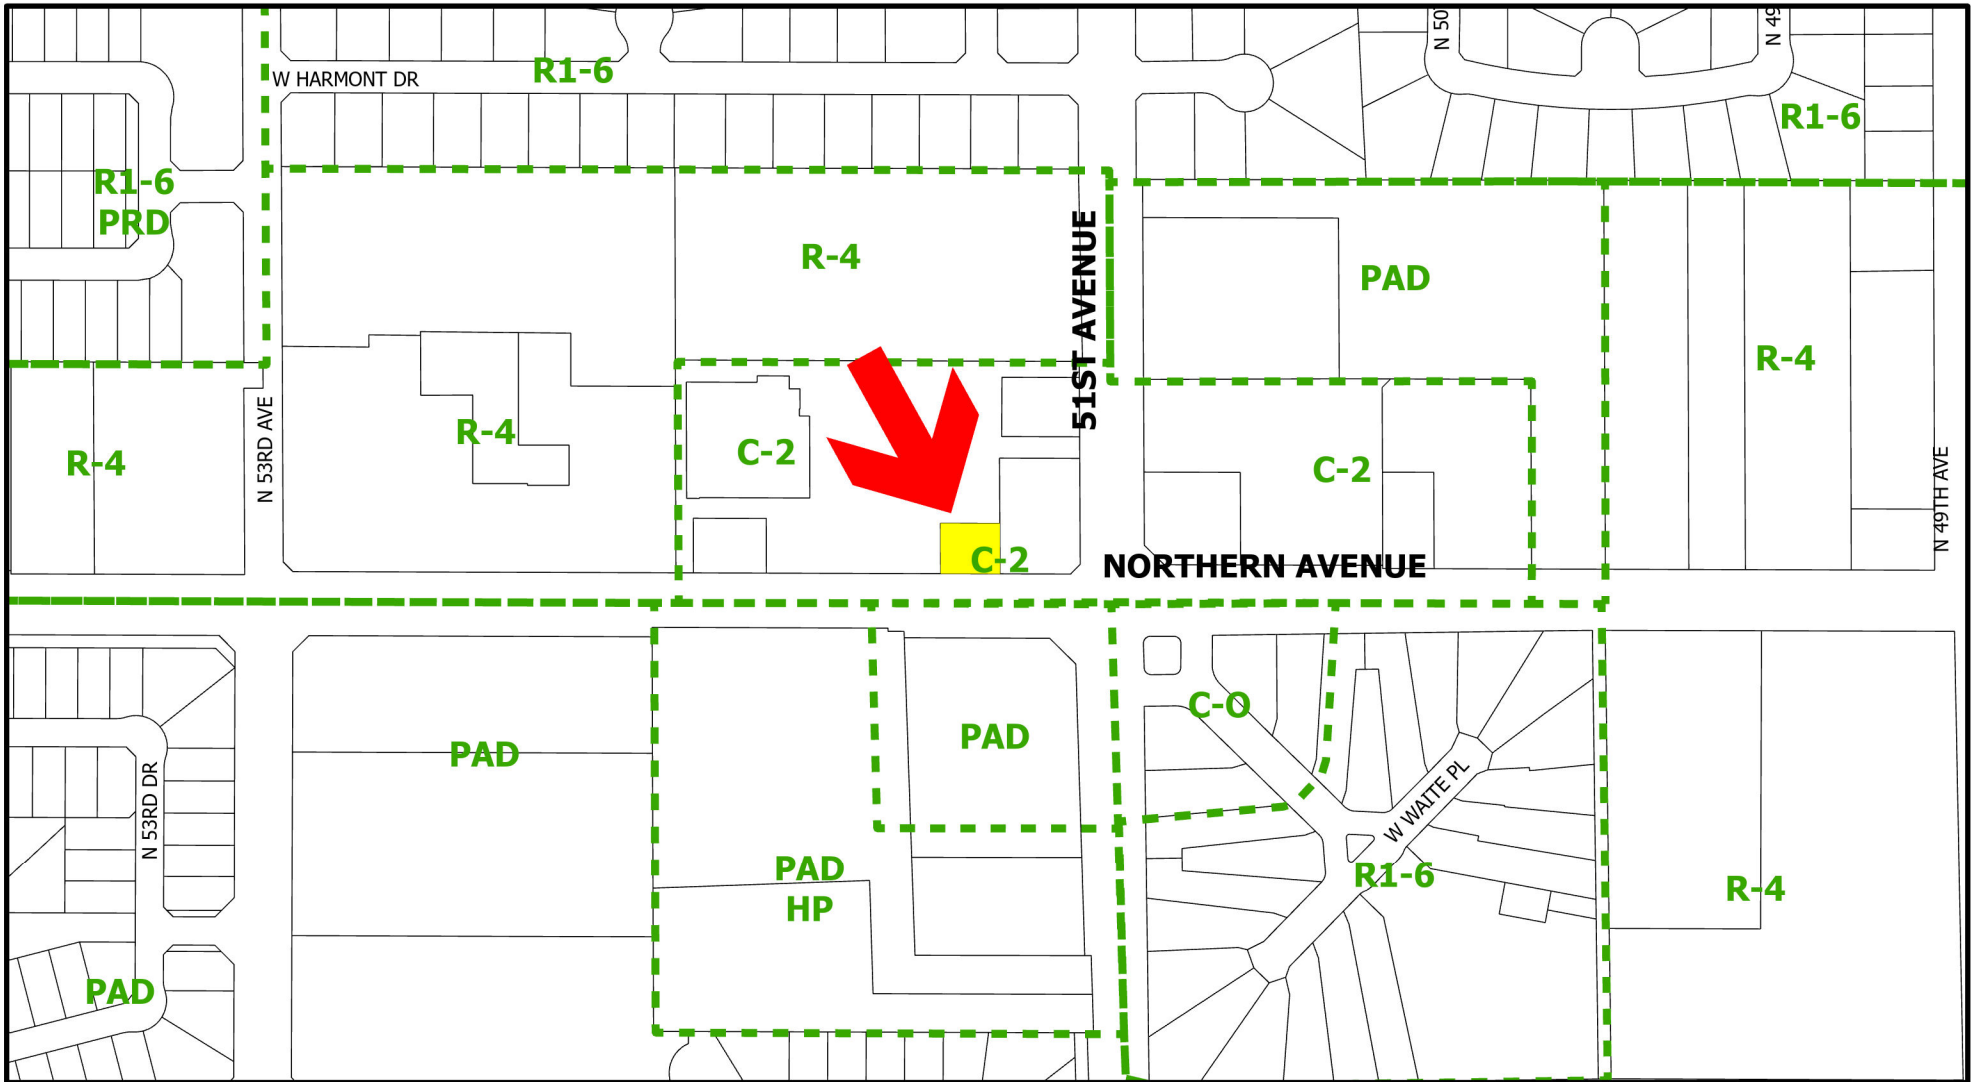 N 50
N 49
W HARMONT DR
R1-6
R1-6
R1-6
PRD
R-4
51ST AVENUE
PAD
R-4
R-4
N 53RD AVE
R-4
C-2
C-2
N 49TH AVE
C-2
NORTHERN AVENUE
C-O
PAD
PAD
N 53RD DR
W WAITE PL
PAD
HP
R1-6
R-4
PAD